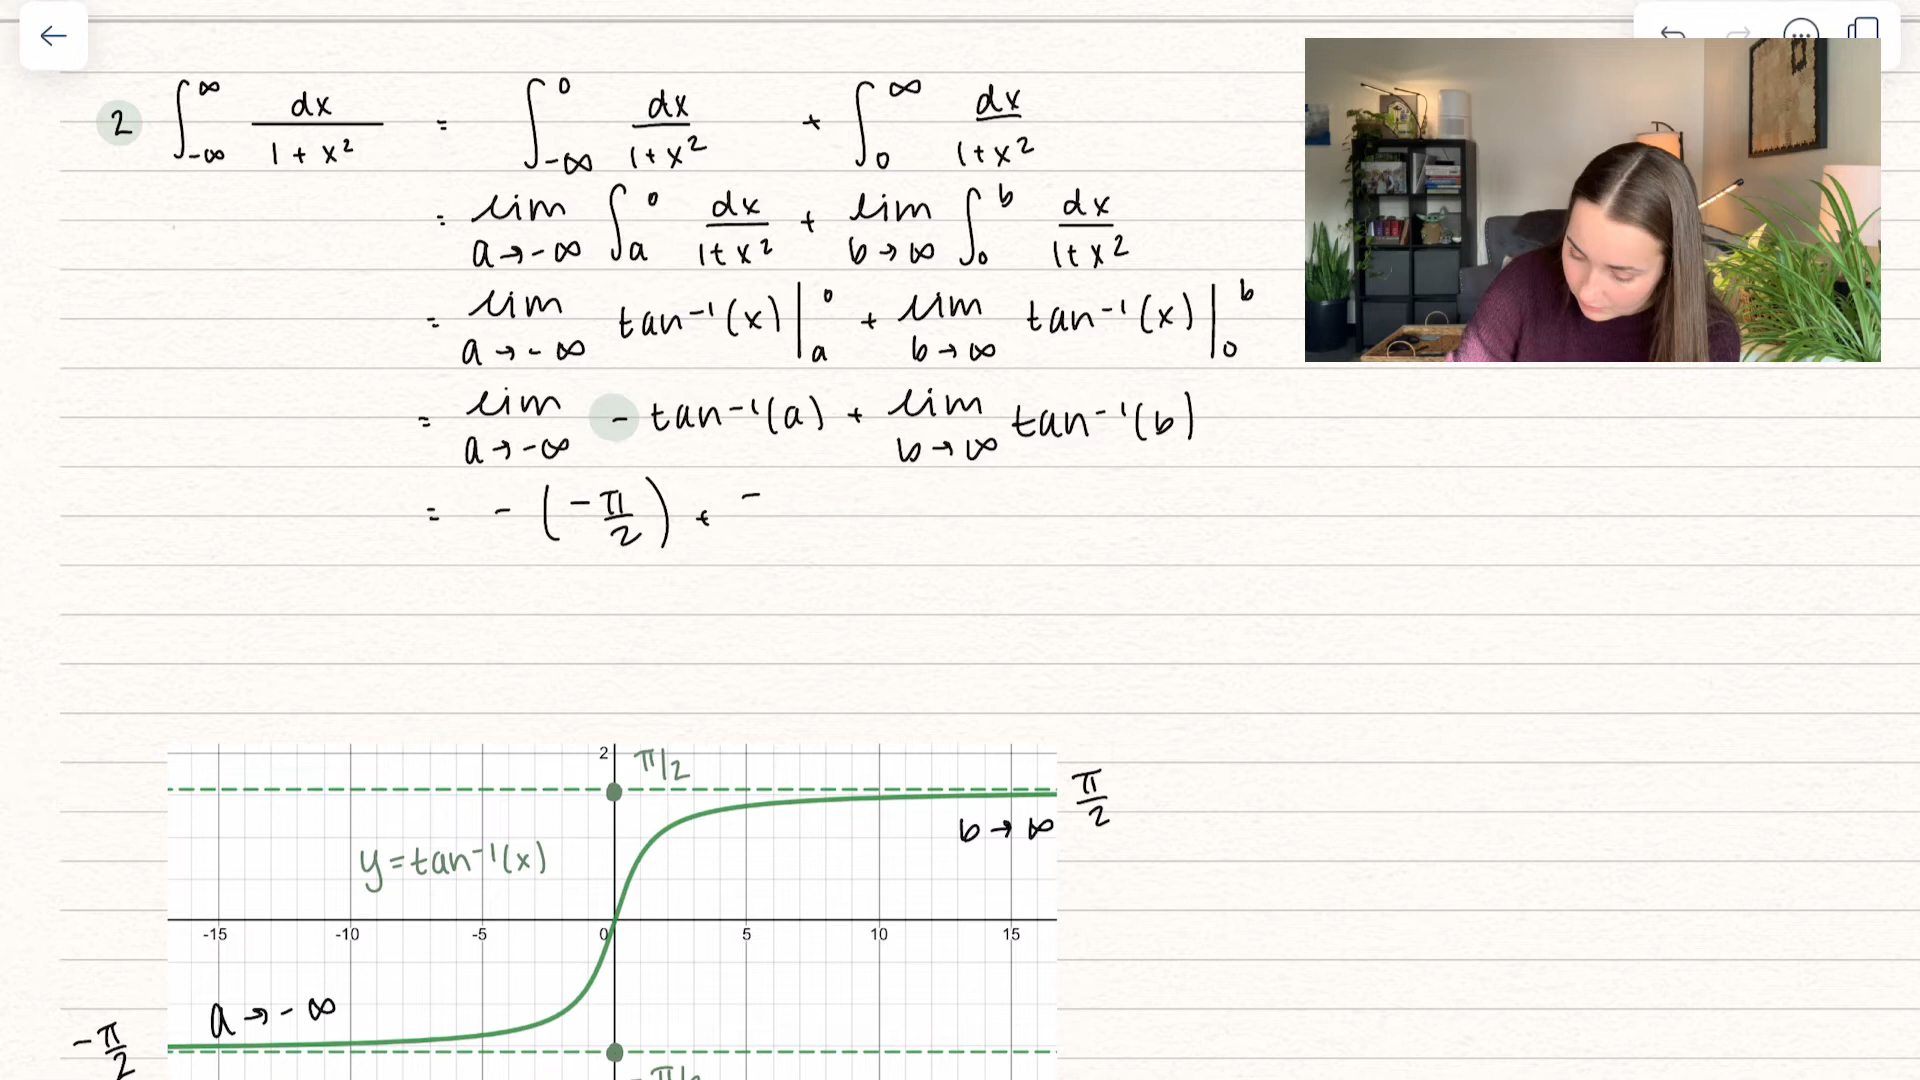 2 ∫_{-∞}^{∞} dx/(1 + x²) = ∫_{-∞}^{0} dx/(1+x²) + ∫_{0}^{∞} dx/(1+x²)
= lim_{a→-∞} ∫_{a}^{0} dx/(1+x²) + lim_{b→∞} ∫_{0}^{b} dx/(1+x²)
= lim_{a→-∞} tan⁻¹(x)|_{a}^{0} + lim_{b→∞} tan⁻¹(x)|_{0}^{b}
= lim_{a→-∞} - tan⁻¹(a) + lim_{b→∞} tan⁻¹(b)
= - (-π/2) +
2 π/2
π/2
b→∞
y=tan⁻¹(x)
-15 -10 -5 0 5 10 15
a→-∞
-π/2